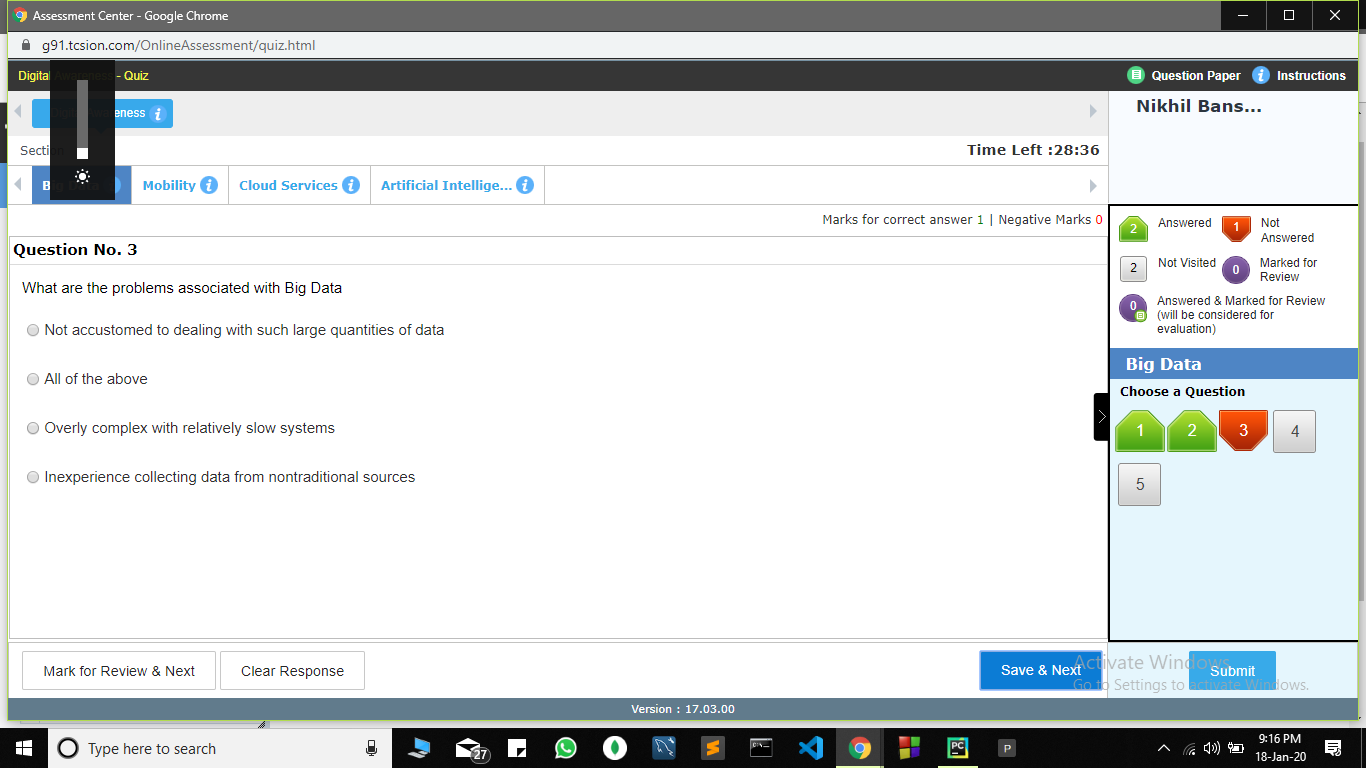 Assessment Center - Google Chrome
g91.tcsion.com/OnlineAssessment/quiz.html
Digital - Quiz
Question Paper
Instructions
Nikhil Bans...
Time Left :28:36
Mobility
Cloud Services
Artificial Intellige...
Marks for correct answer 1 | Negative Marks 0
Question No. 3
What are the problems associated with Big Data
Not accustomed to dealing with such large quantities of data
All of the above
Overly complex with relatively slow systems
Inexperience collecting data from nontraditional sources
2 Answered
1 Not
Answered
2 Not Visited
0 Marked for
Review
0 Answered & Marked for Review
(will be considered for
evaluation)
Big Data
Choose a Question
1 2 3 4
5
Mark for Review & Next
Clear Response
Save & Next
Submit
Activate Windows
Go to Settings to activate Windows.
Version : 17.03.00
Type here to search
27
PC
P
9:16 PM
18-Jan-20